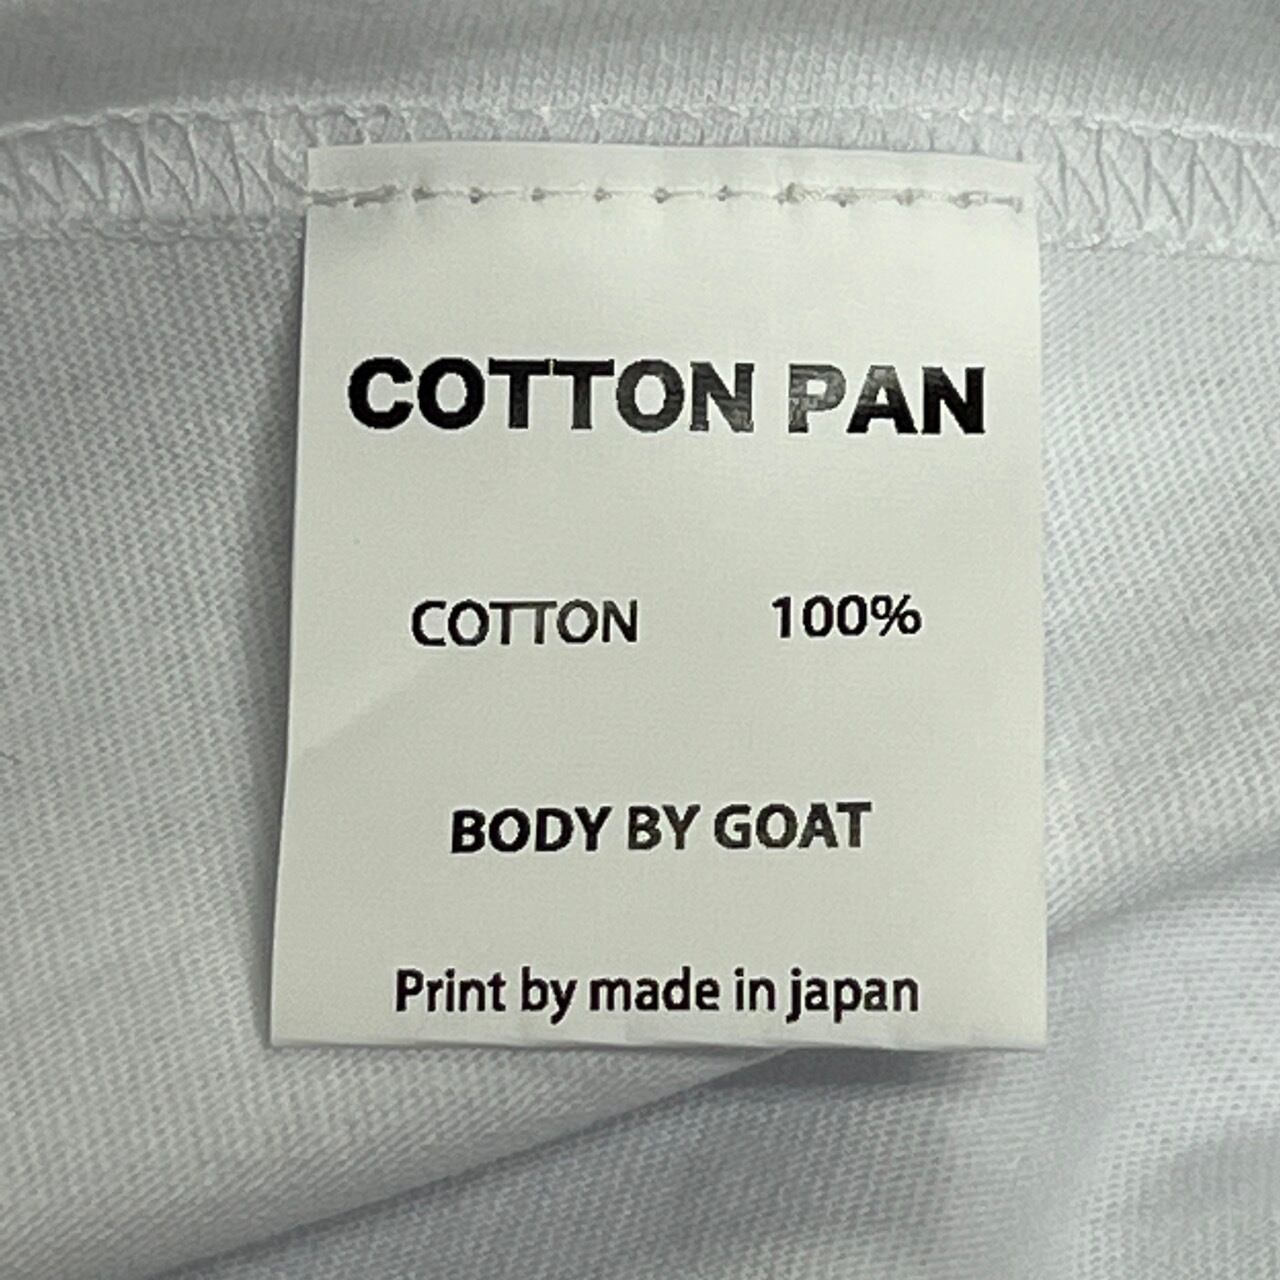 COTTON PAN
COTTON 100%
BODY BY GOAT
Print by made in japan